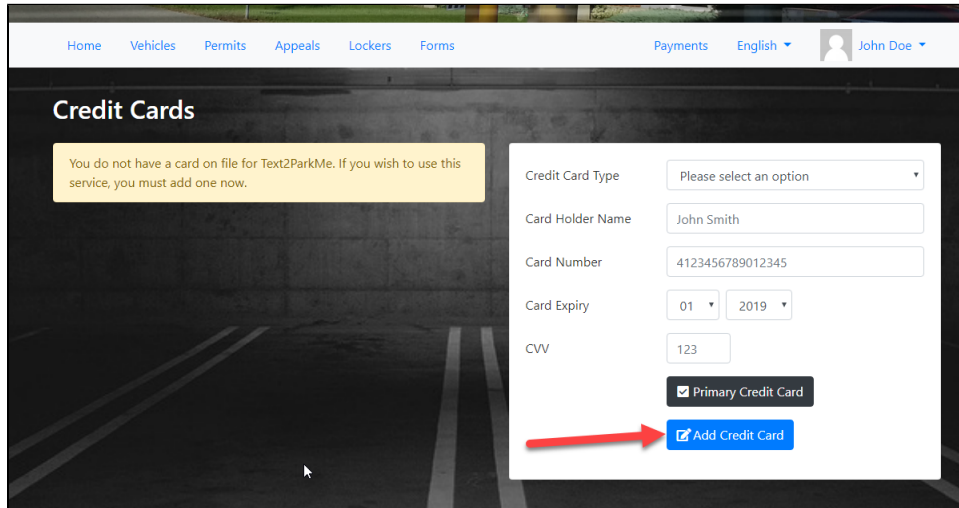 Home Vehicles Permits Appeals Lockers Forms Payments English John Doe
Credit Cards
You do not have a card on file for Text2ParkMe. If you wish to use this
service, you must add one now.
Credit Card Type Please select an option
Card Holder Name John Smith
Card Number 4123456789012345
Card Expiry 01 2019
CVV 123
Primary Credit Card
Add Credit Card